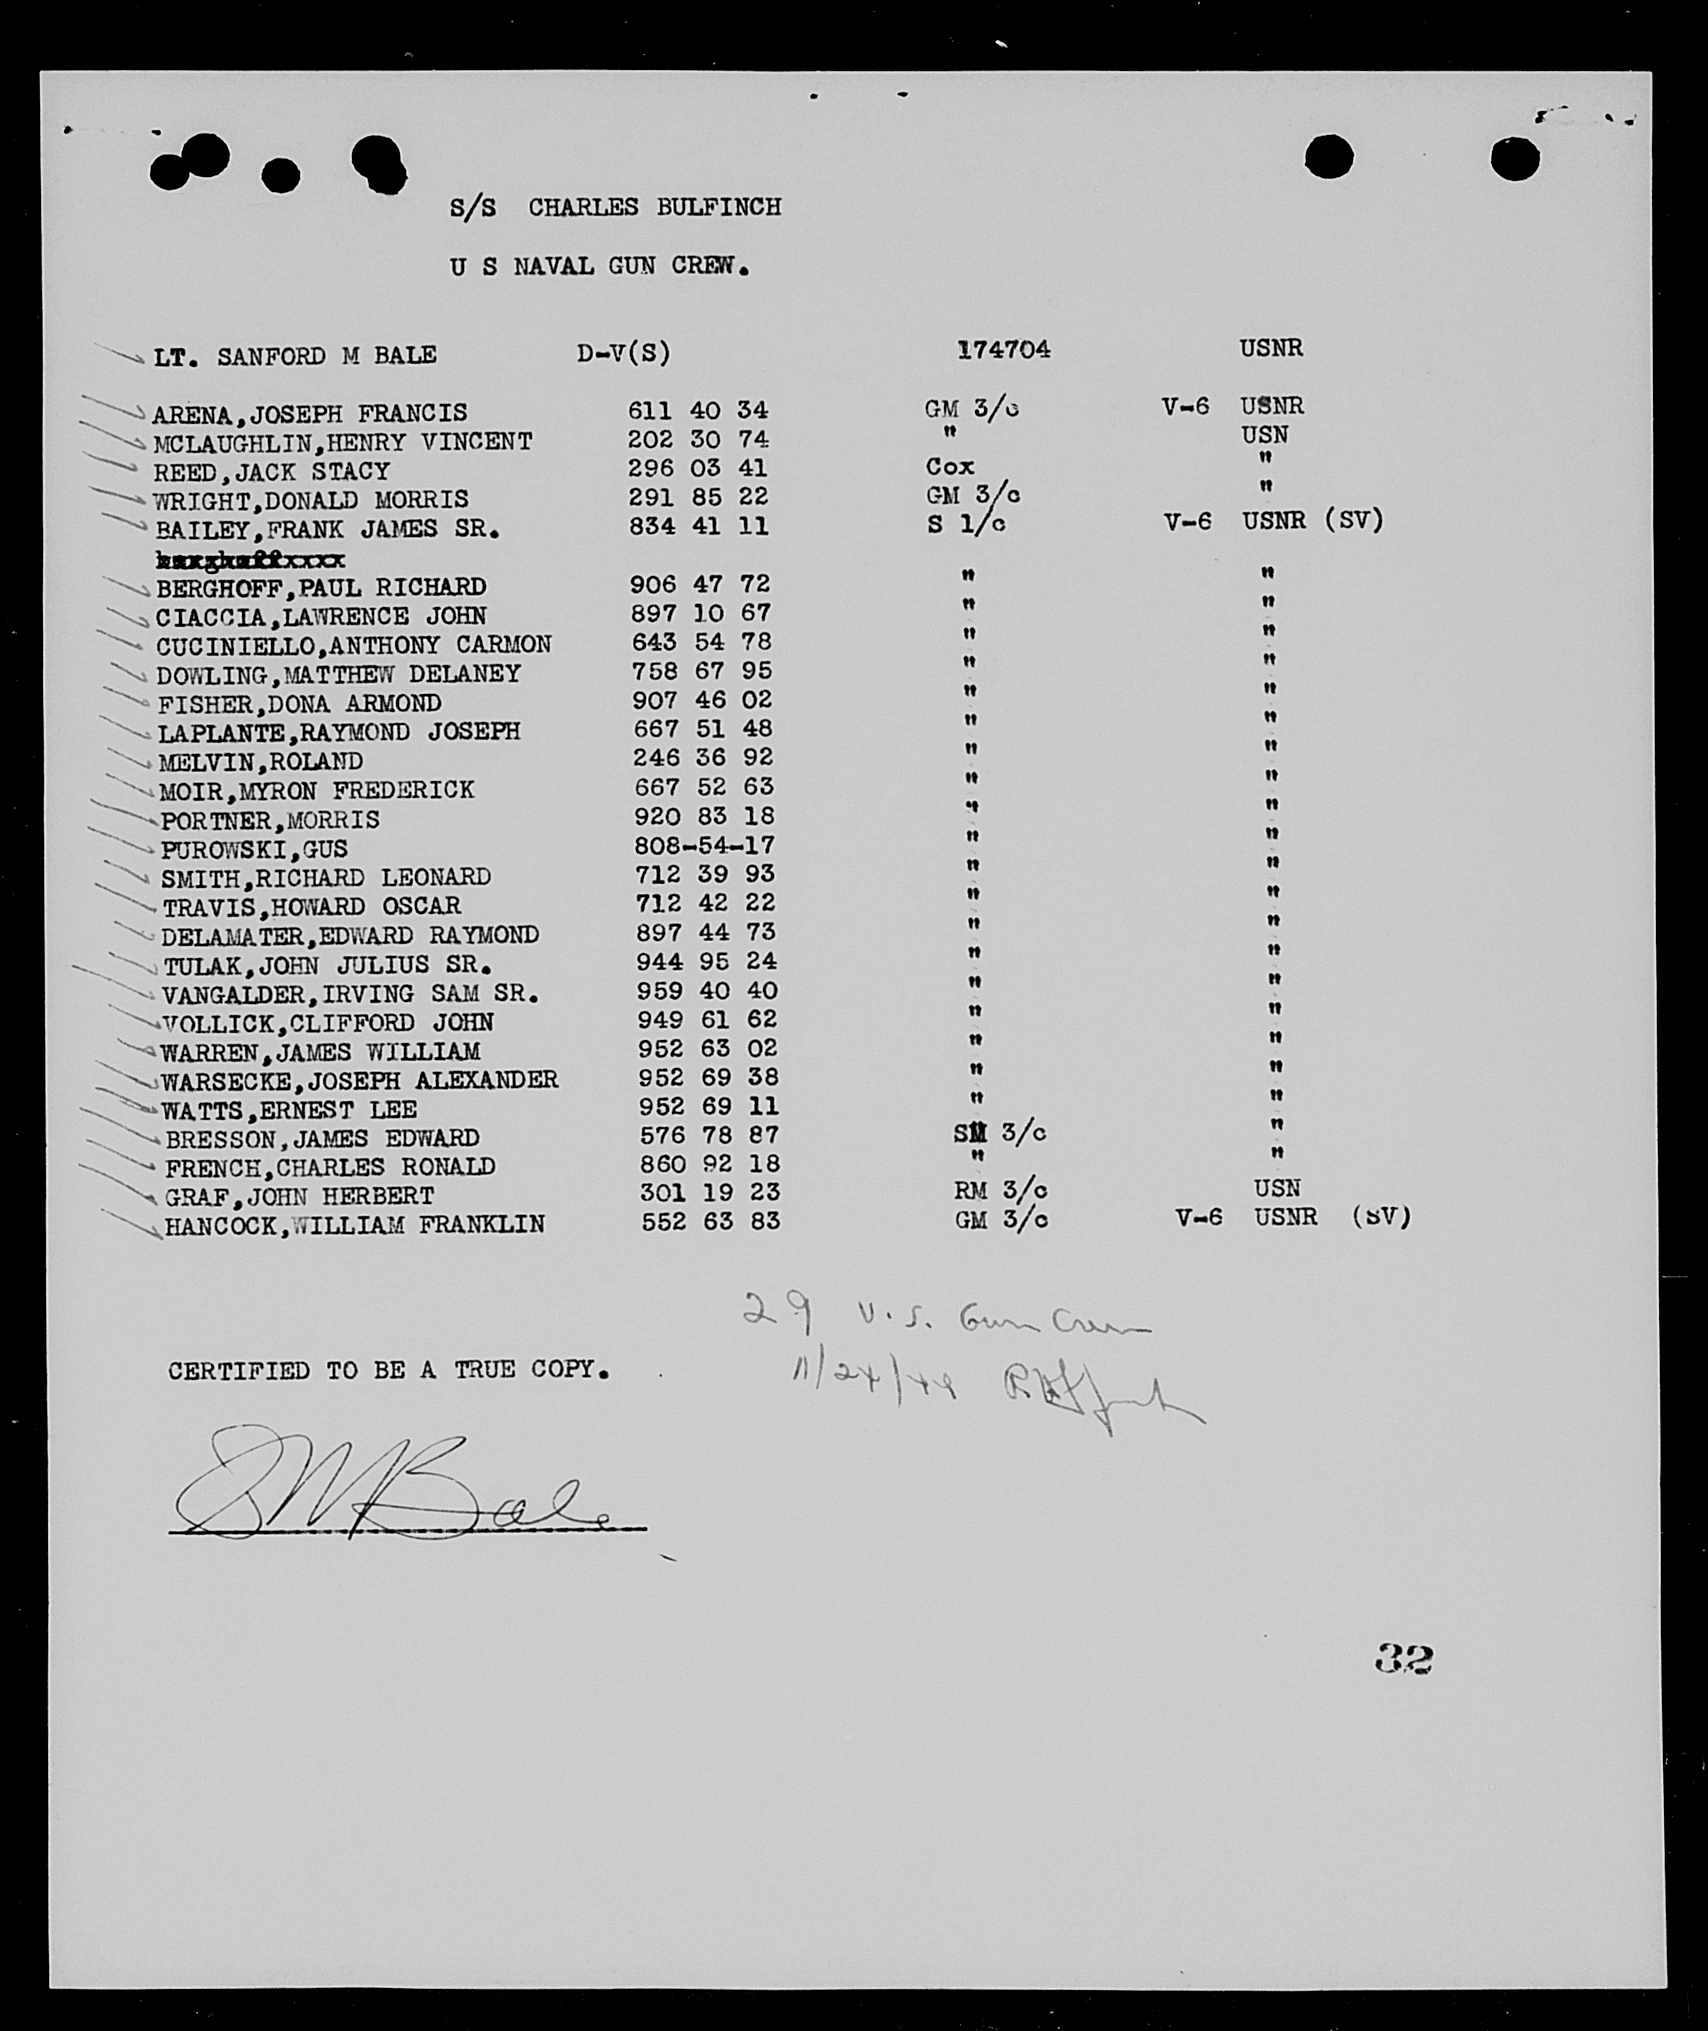 S/S CHARLES BULFINCH
U S NAVAL GUN CREW.
LT. SANFORD M BALE D-V(S) 174704 USNR
ARENA,JOSEPH FRANCIS 611 40 34 GM 3/c V-6 USNR
MCLAUGHLIN,HENRY VINCENT 202 30 74 " USN
REED,JACK STACY 296 03 41 Cox "
WRIGHT,DONALD MORRIS 291 85 22 GM 3/c "
BAILEY,FRANK JAMES SR. 834 41 11 S 1/c V-6 USNR (SV)
BERGHOFF,PAUL RICHARD 906 47 72 " "
CIACCIA,LAWRENCE JOHN 897 10 67 " "
CUCINIELLO,ANTHONY CARMON 643 54 78 " "
DOWLING,MATTHEW DELANEY 758 67 95 " "
FISHER,DONA ARMOND 907 46 02 " "
LAPLANTE,RAYMOND JOSEPH 667 51 48 " "
MELVIN,ROLAND 246 36 92 " "
MOIR,MYRON FREDERICK 667 52 63 " "
PORTNER,MORRIS 920 83 18 " "
PUROWSKI,GUS 808-54-17 " "
SMITH,RICHARD LEONARD 712 39 93 " "
TRAVIS,HOWARD OSCAR 712 42 22 " "
DELAMATER,EDWARD RAYMOND 897 44 73 " "
TULAK,JOHN JULIUS SR. 944 95 24 " "
VANGALDER,IRVING SAM SR. 959 40 40 " "
VOLLICK,CLIFFORD JOHN 949 61 62 " "
WARREN,JAMES WILLIAM 952 63 02 " "
WARSECKE,JOSEPH ALEXANDER 952 69 38 " "
WATTS,ERNEST LEE 952 69 11 " "
BRESSON,JAMES EDWARD 576 78 87 SM 3/c "
FRENCH,CHARLES RONALD 860 92 18 " "
GRAF,JOHN HERBERT 301 19 23 RM 3/c USN
HANCOCK,WILLIAM FRANKLIN 552 63 83 GM 3/c V-6 USNR (SV)
29 U.S. Gun Crew
CERTIFIED TO BE A TRUE COPY.
11/24/44
SMBale
32